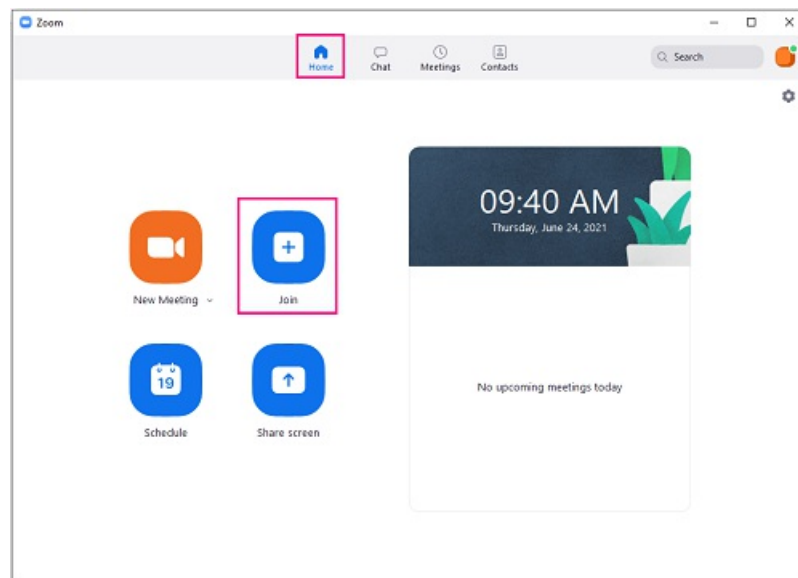 Zoom
Home Chat Meetings Contacts Search
09:40 AM
Thursday, June 24, 2021
New Meeting Join
19
No upcoming meetings today
Schedule Share screen